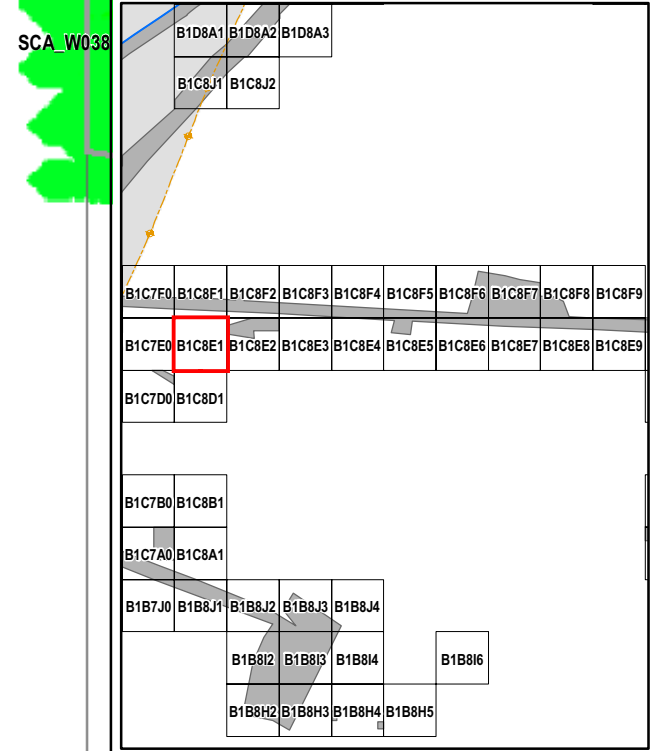 B1D8A1 B1D8A2 B1D8A3
SCA_W038
B1C8J1 B1C8J2
B1C7F0 B1C8F1 B1C8F2 B1C8F3 B1C8F4 B1C8F5 B1C8F6 B1C8F7 B1C8F8 B1C8F9
B1C7E0 B1C8E1 B1C8E2 B1C8E3 B1C8E4 B1C8E5 B1C8E6 B1C8E7 B1C8E8 B1C8E9
B1C7D0 B1C8D1
B1C7B0 B1C8B1
B1C7A0 B1C8A1
B1B7J0 B1B8J1 B1B8J2 B1B8J3 B1B8J4
B1B8I2 B1B8I3 B1B8I4 B1B8I6
B1B8H2 B1B8H3 B1B8H4 B1B8H5